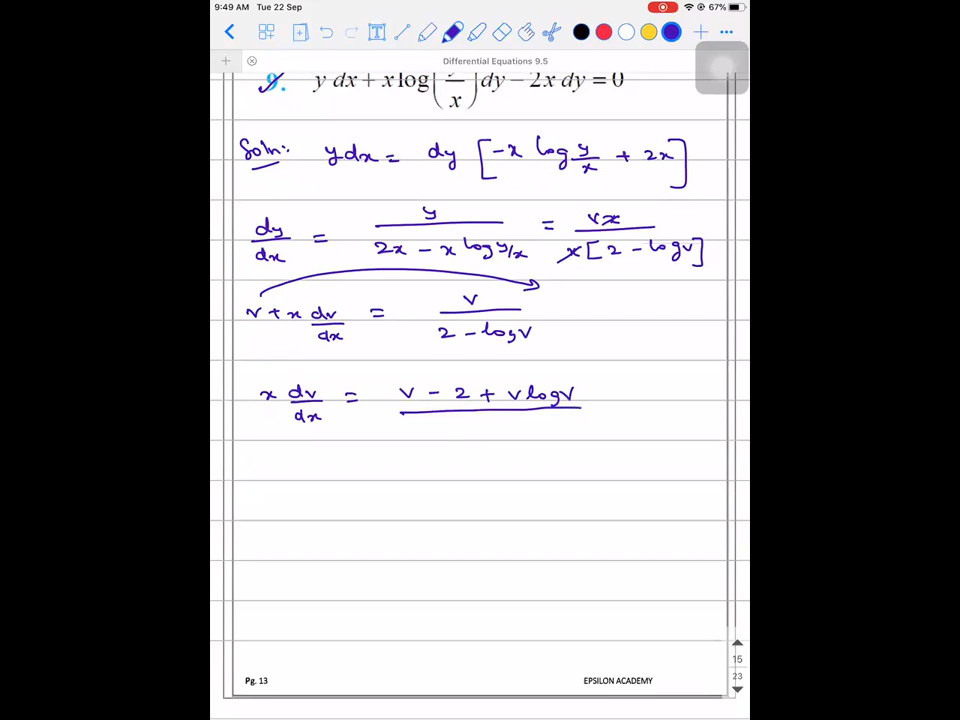 9:49 AM Tue 22 Sep 67%
Differential Equations 9.5
9. y dx + x log(y/x) dy − 2x dy = 0
Soln: y dx = dy [−x log y/x + 2x]
dy/dx = y / (2x − x log y/x) = vx / x[2 − log v]
v + x dv/dx = v / (2 − log v)
x dv/dx = v − 2 + v log v
15
23
Pg. 13 EPSILON ACADEMY